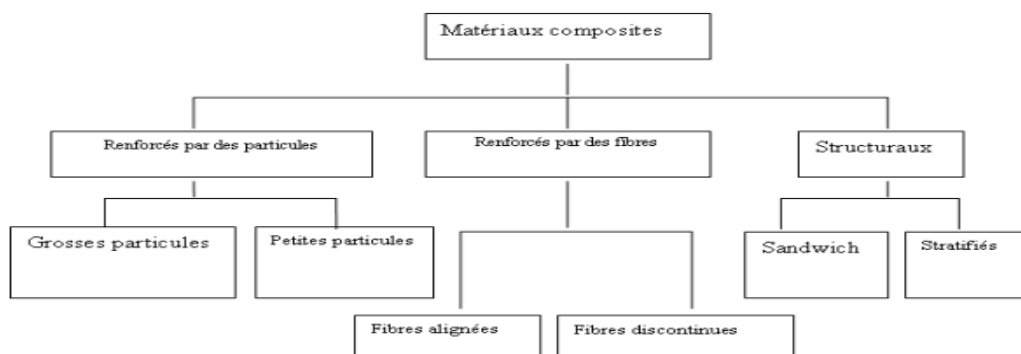 Matériaux composites
Renforcés par des particules
Renforcés par des fibres
Structuraux
Grosses particules
Petites particules
Sandwich
Stratifiés
Fibres alignées
Fibres discontinues